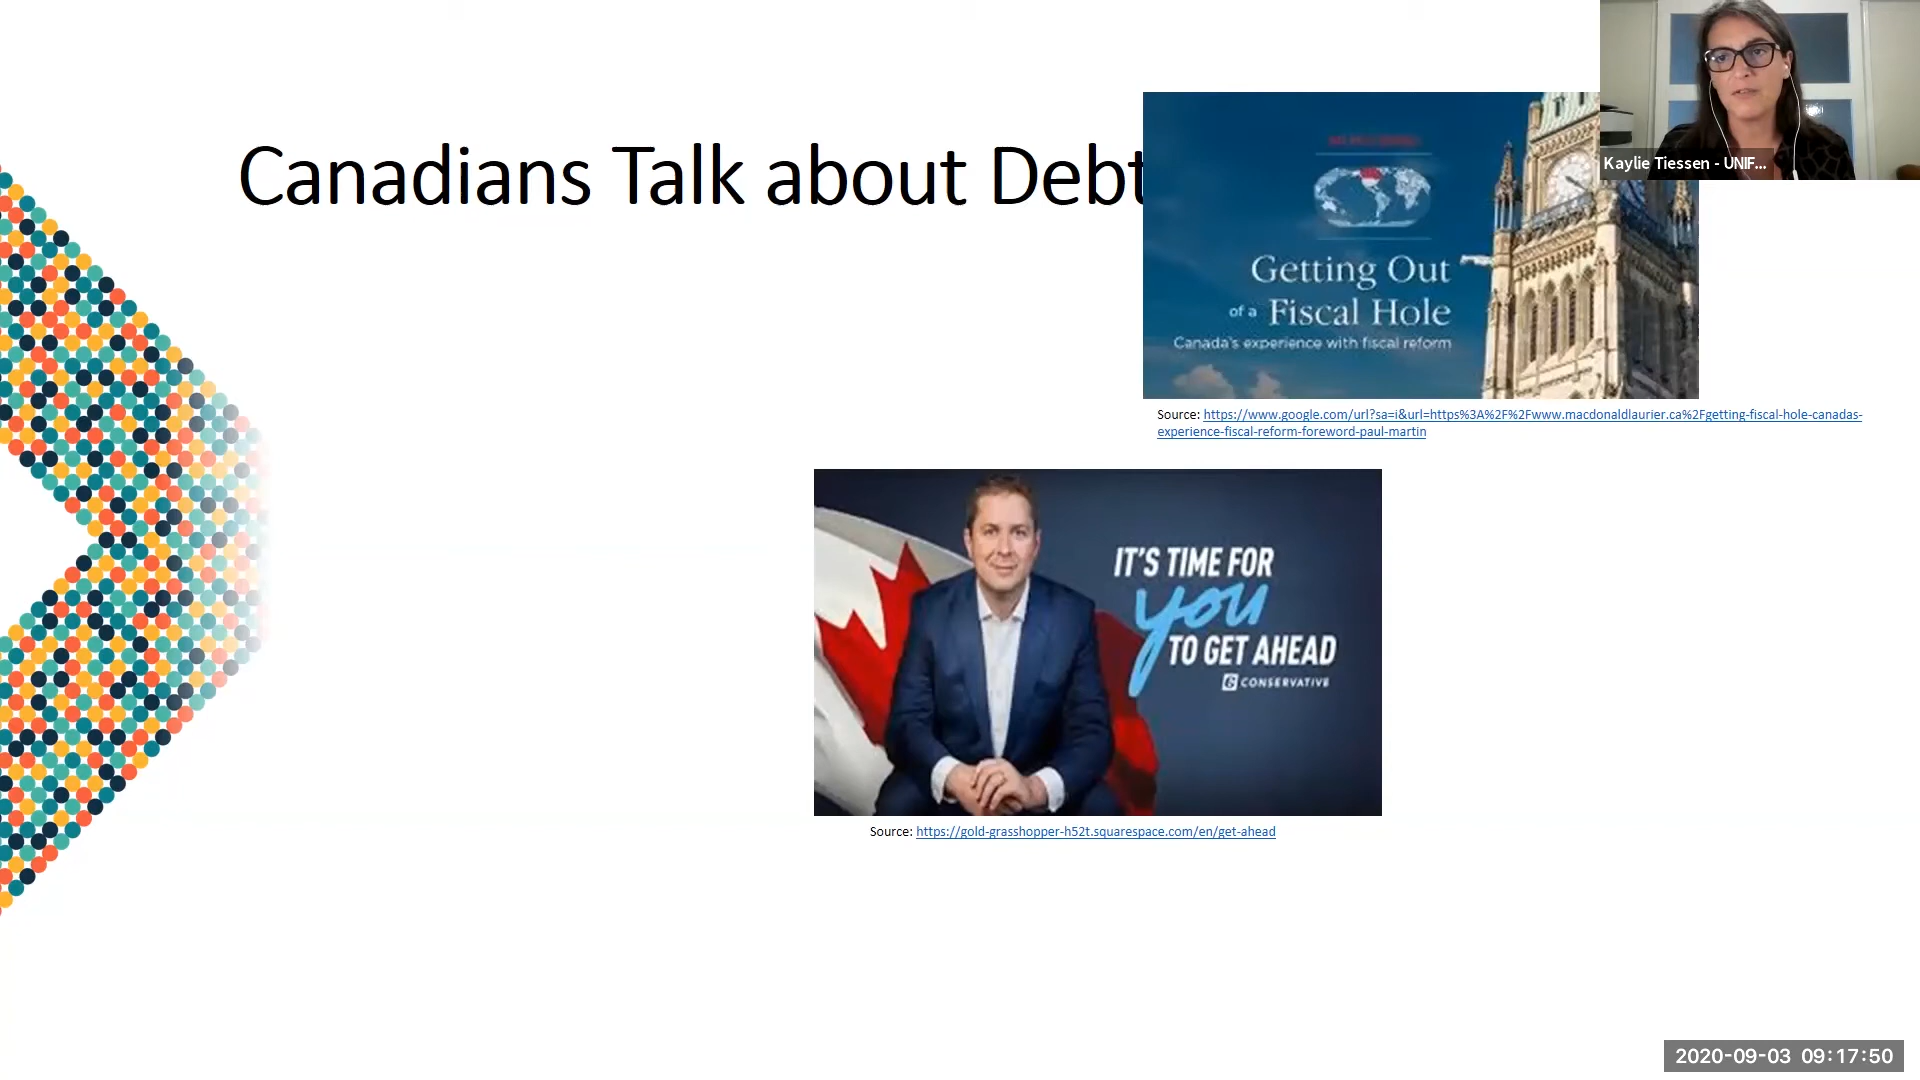 Kaylie Tiessen - UNIF...
Canadians Talk about Debt
Getting Out
of a Fiscal Hole
Canada's experience with fiscal reform
Source: https://www.google.com/url?sa=i&url=https%3A%2F%2Fwww.macdonaldlaurier.ca%2Fgetting-fiscal-hole-canadas-
experience-fiscal-reform-foreword-paul-martin
IT'S TIME FOR
you
TO GET AHEAD
CONSERVATIVE
Source: https://gold-grasshopper-h52t.squarespace.com/en/get-ahead
2020-09-03 09:17:50